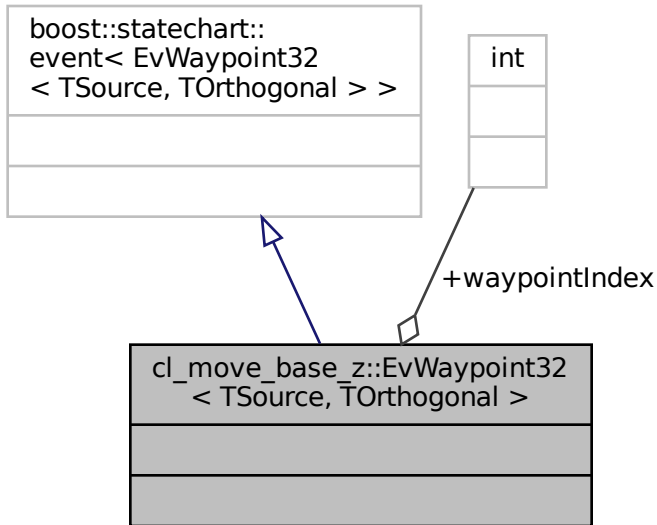 boost::statechart::
event< EvWaypoint32
< TSource, TOrthogonal > >
int
+waypointIndex
cl_move_base_z::EvWaypoint32
< TSource, TOrthogonal >